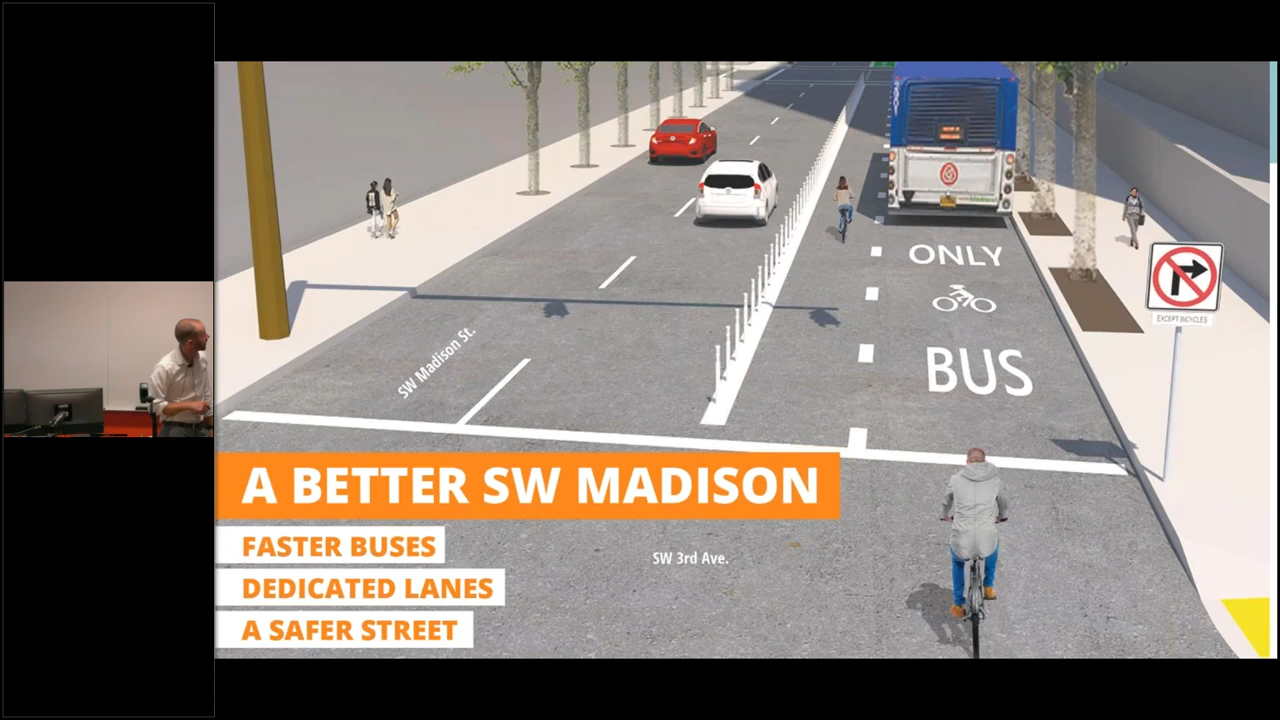 ONLY
EXCEPT BICYCLES
SW Madison St.
BUS
A BETTER SW MADISON
FASTER BUSES
SW 3rd Ave.
DEDICATED LANES
A SAFER STREET